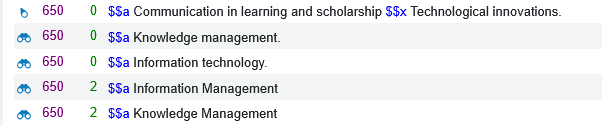 650 0 $$a Communication in learning and scholarship $$x Technological innovations.
650 0 $$a Knowledge management.
650 0 $$a Information technology.
650 2 $$a Information Management
650 2 $$a Knowledge Management